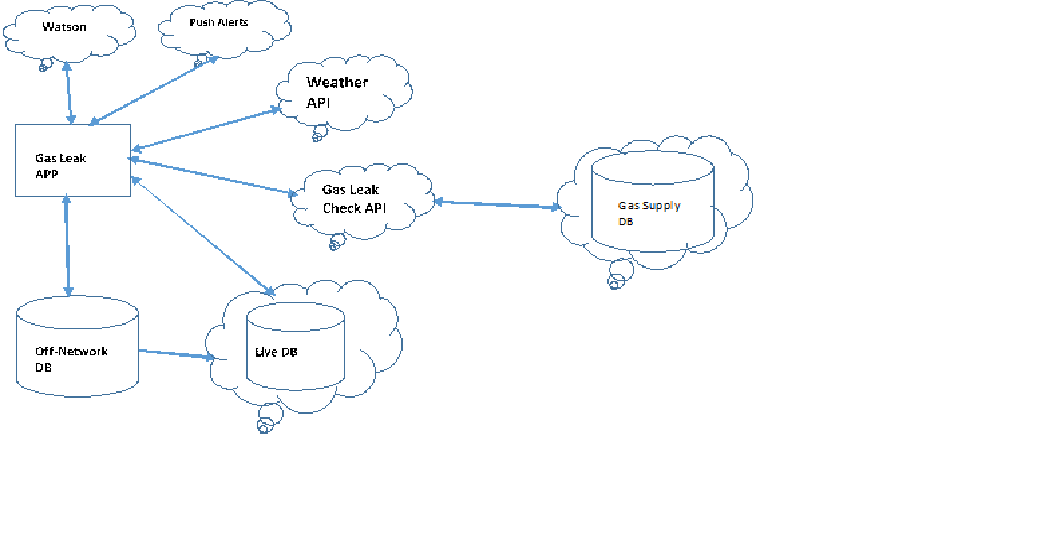 Watson
Push Alerts
Weather
API
Gas Leak
APP
Gas Leak
Check API
Gas Supply
DB
Off-Network
DB
Live DB